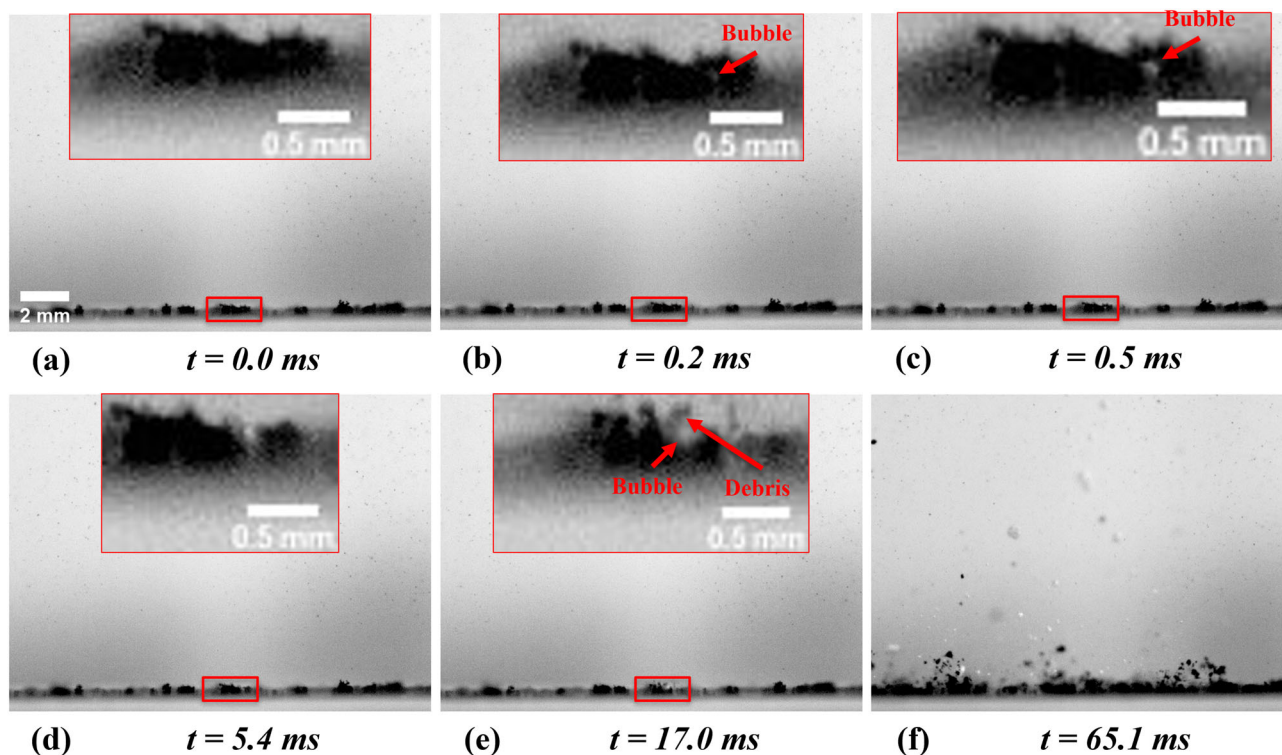 Bubble
Bubble
0.5 mm
0.5 mm
0.5 mm
2 mm
(a) t = 0.0 ms
(b) t = 0.2 ms
(c) t = 0.5 ms
Bubble
Debris
0.5 mm
0.5 mm
(d) t = 5.4 ms
(e) t = 17.0 ms
(f) t = 65.1 ms